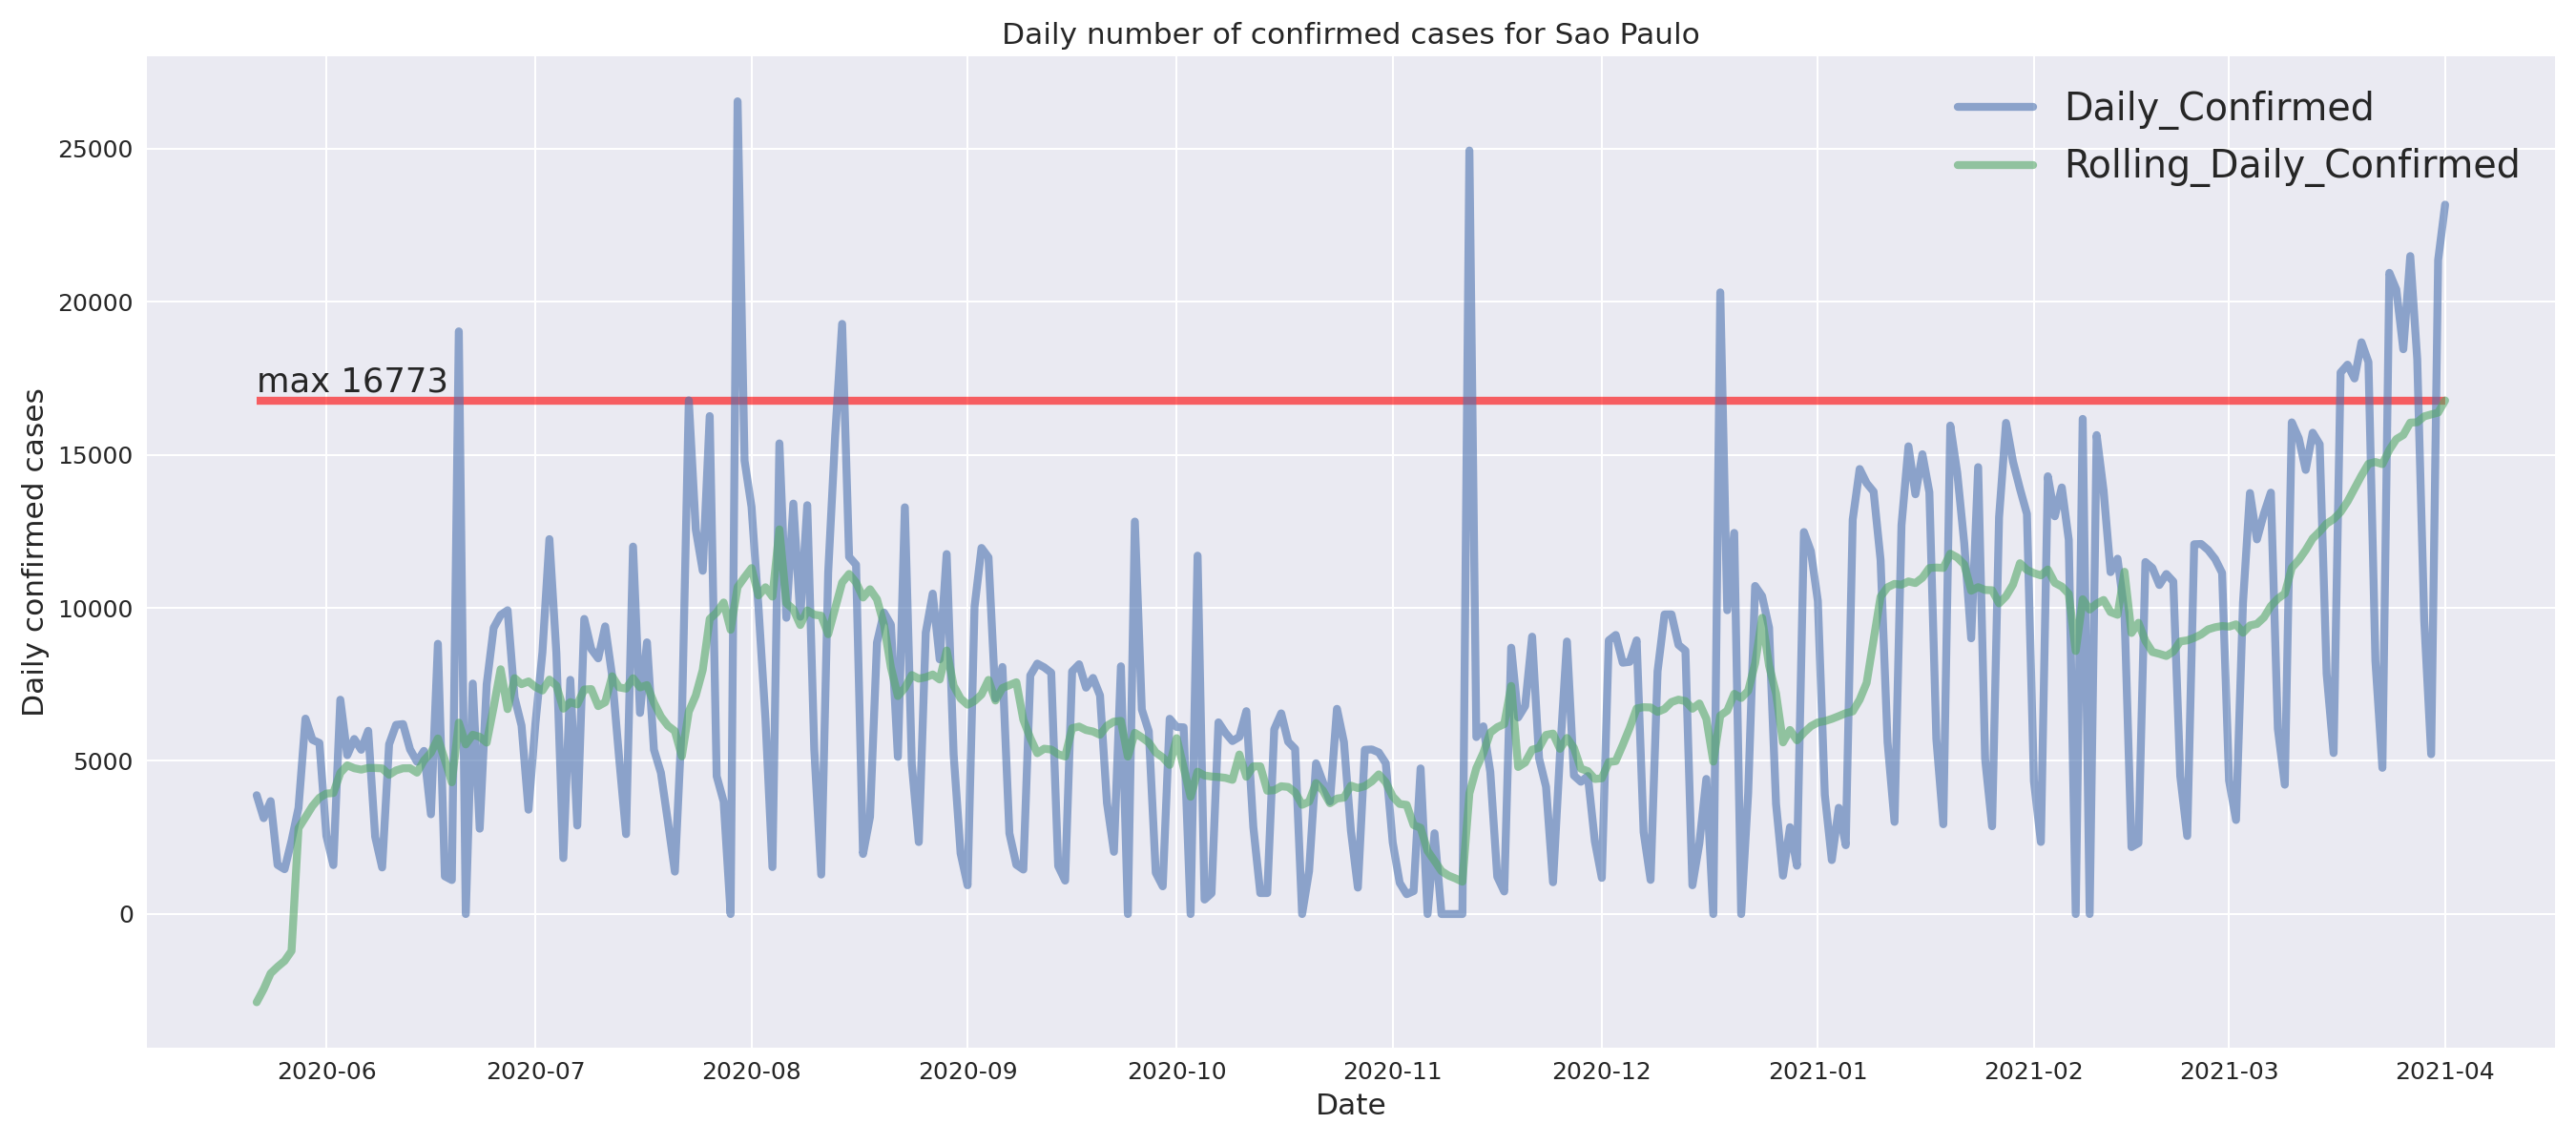 Daily number of confirmed cases for Sao Paulo
Daily_Confirmed
Rolling_Daily_Confirmed
max 16773
Daily confirmed cases
25000
20000
15000
10000
5000
0
2020-06 2020-07 2020-08 2020-09 2020-10 2020-11 2020-12 2021-01 2021-02 2021-03 2021-04
Date